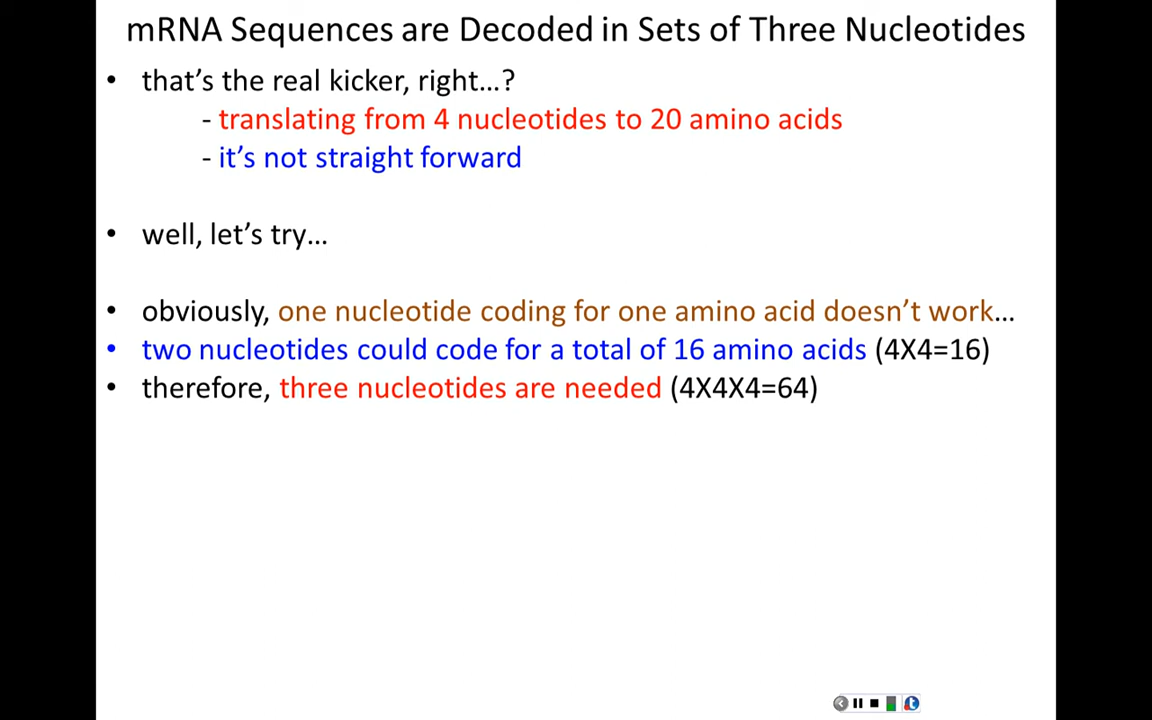 mRNA Sequences are Decoded in Sets of Three Nucleotides
• that's the real kicker, right...?
- translating from 4 nucleotides to 20 amino acids
- it's not straight forward
• well, let's try...
• obviously, one nucleotide coding for one amino acid doesn't work...
• two nucleotides could code for a total of 16 amino acids (4X4=16)
• therefore, three nucleotides are needed (4X4X4=64)